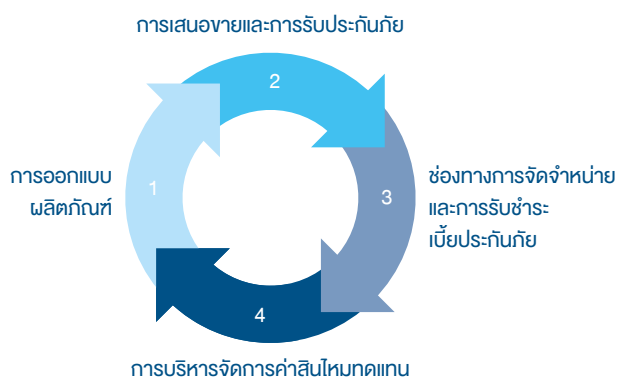 การเสนอขายและการรับประกันภัย
2
การออกแบบ
ผลิตภัณฑ์
1
3
ช่องทางการจัดจำหน่าย
และการรับชำระ
เบี้ยประกันภัย
4
การบริหารจัดการค่าสินไหมทดแทน